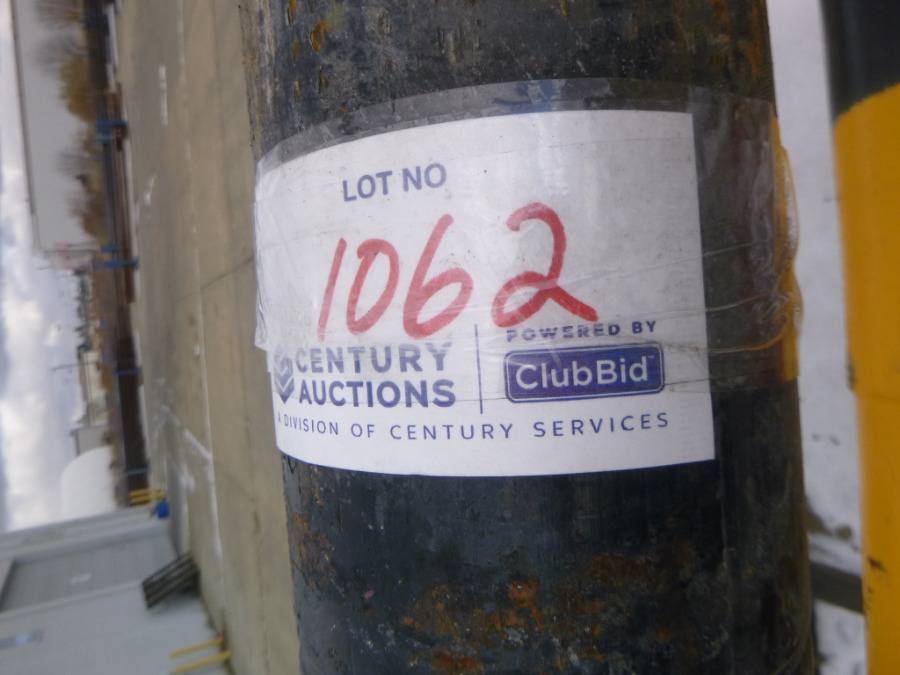 LOT NO
1062
CENTURY AUCTIONS
A DIVISION OF CENTURY SERVICES
POWERED BY
ClubBid